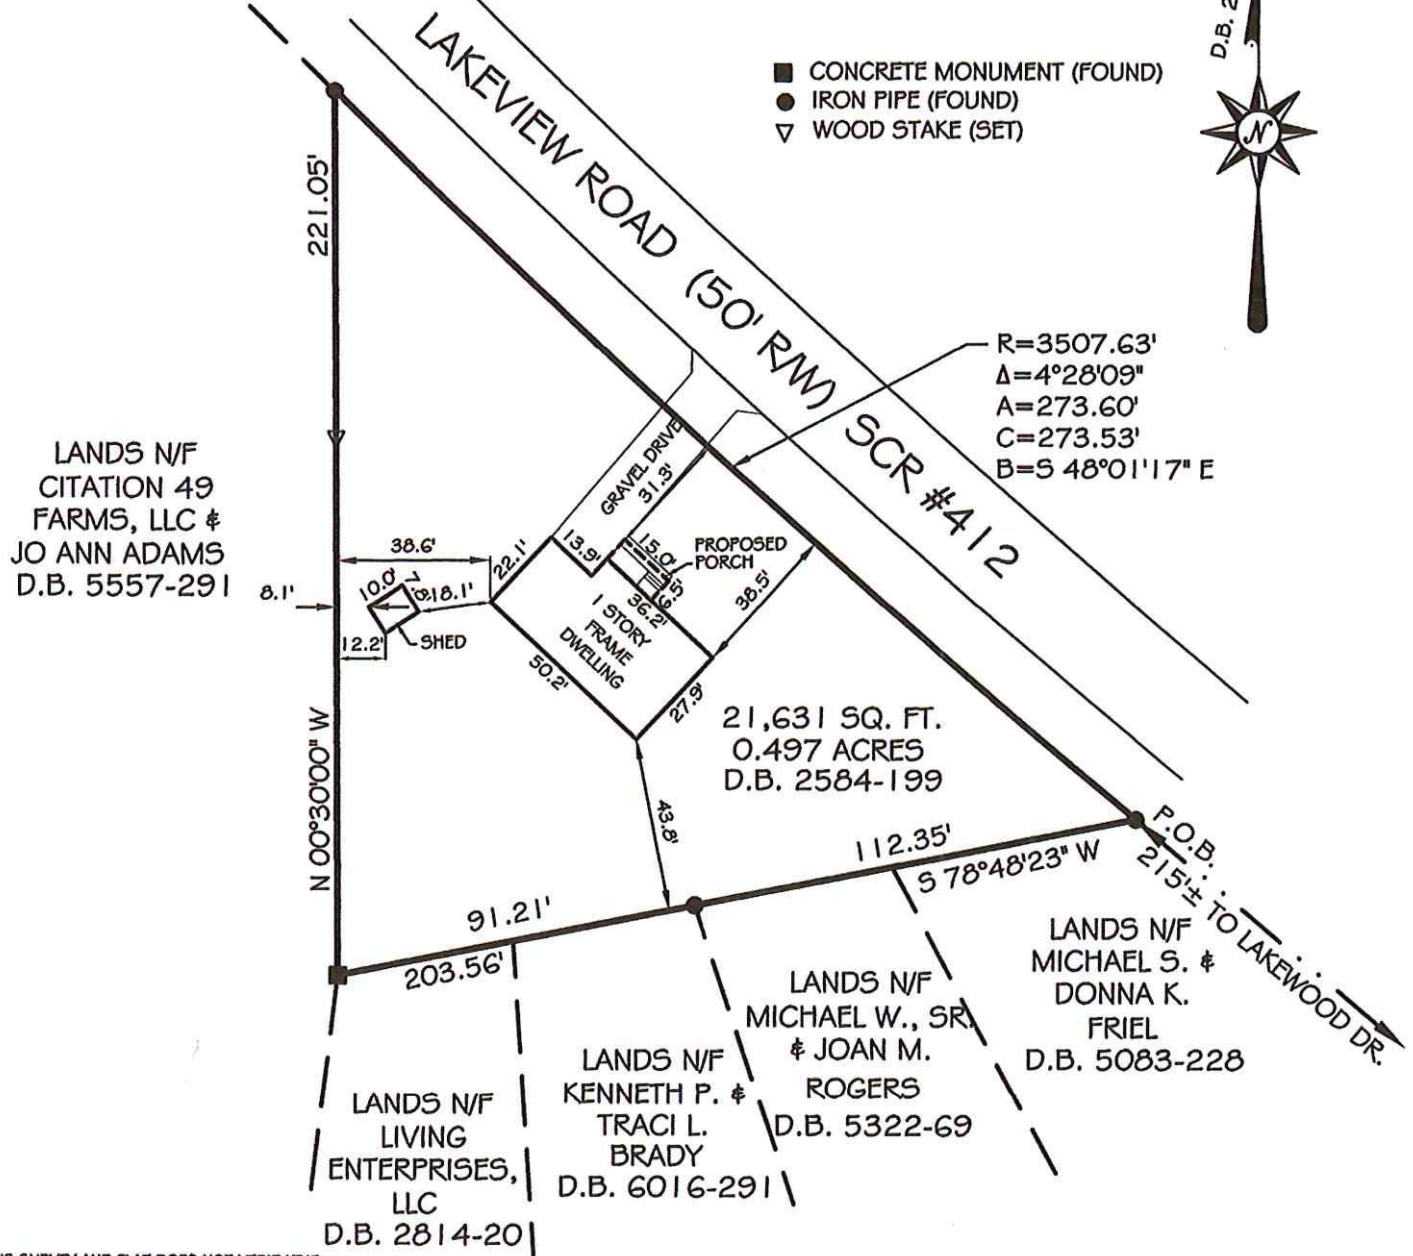 D.B. 2
N
CONCRETE MONUMENT (FOUND)
IRON PIPE (FOUND)
WOOD STAKE (SET)
LAKEVIEW ROAD (50' R/W) SCR #412
221.05'
R=3507.63'
Δ=4°28'09"
A=273.60'
C=273.53'
B=S 48°01'17" E
LANDS N/F
CITATION 49
FARMS, LLC &
JO ANN ADAMS
D.B. 5557-291
GRAVEL DRIVE
31.3'
38.6'
22.1'
13.9'
15.0'
PROPOSED
PORCH
6.5'
38.5'
8.1'
10.0'
7.8'
18.1'
12.2'
SHED
36.2'
1 STORY
FRAME
DWELLING
50.2'
27.9'
21,631 SQ. FT.
0.497 ACRES
D.B. 2584-199
N 00°30'00" W
43.8'
112.35'
S 78°48'23" W
P.O.B.
215'± TO LAKEWOOD DR.
91.21'
203.56'
LANDS N/F
MICHAEL S. &
DONNA K.
FRIEL
D.B. 5083-228
LANDS N/F
MICHAEL W., SR.
& JOAN M.
ROGERS
D.B. 5322-69
LANDS N/F
KENNETH P. &
TRACI L.
BRADY
D.B. 6016-291
LANDS N/F
LIVING
ENTERPRISES,
LLC
D.B. 2814-20